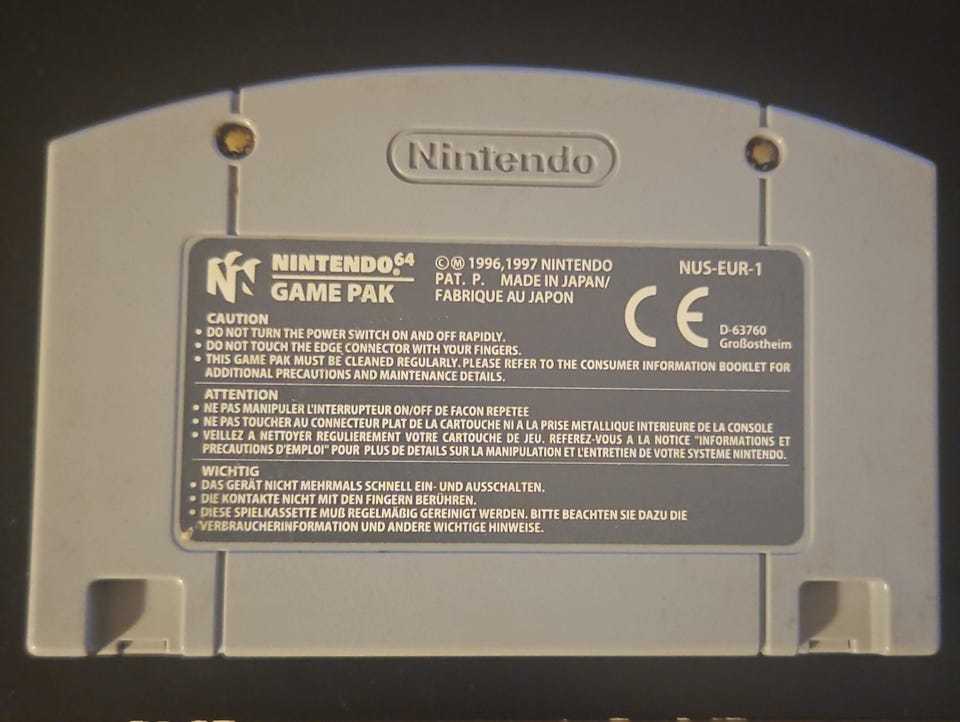 Nintendo
NINTENDO 64
GAME PAK
©Ⓜ 1996,1997 NINTENDO
PAT. P. MADE IN JAPAN/
FABRIQUE AU JAPON
NUS-EUR-1
CE
D-63760
Großostheim
CAUTION
• DO NOT TURN THE POWER SWITCH ON AND OFF RAPIDLY.
• DO NOT TOUCH THE EDGE CONNECTOR WITH YOUR FINGERS.
• THIS GAME PAK MUST BE CLEANED REGULARLY. PLEASE REFER TO THE CONSUMER INFORMATION BOOKLET FOR
ADDITIONAL PRECAUTIONS AND MAINTENANCE DETAILS.
ATTENTION
• NE PAS MANIPULER L'INTERRUPTEUR ON/OFF DE FACON REPETEE
• NE PAS TOUCHER AU CONNECTEUR PLAT DE LA CARTOUCHE NI A LA PRISE METALLIQUE INTERIEURE DE LA CONSOLE
• VEILLEZ A NETTOYER REGULIEREMENT VOTRE CARTOUCHE DE JEU. REFEREZ-VOUS A LA NOTICE "INFORMATIONS ET
PRECAUTIONS D'EMPLOI" POUR PLUS DE DETAILS SUR LA MANIPULATION ET L'ENTRETIEN DE VOTRE SYSTEME NINTENDO.
WICHTIG
• DAS GERÄT NICHT MEHRMALS SCHNELL EIN- UND AUSSCHALTEN.
• DIE KONTAKTE NICHT MIT DEN FINGERN BERÜHREN.
• DIESE SPIELKASSETTE MUß REGELMÄßIG GEREINIGT WERDEN. BITTE BEACHTEN SIE DAZU DIE
VERBRAUCHERINFORMATION UND ANDERE WICHTIGE HINWEISE.